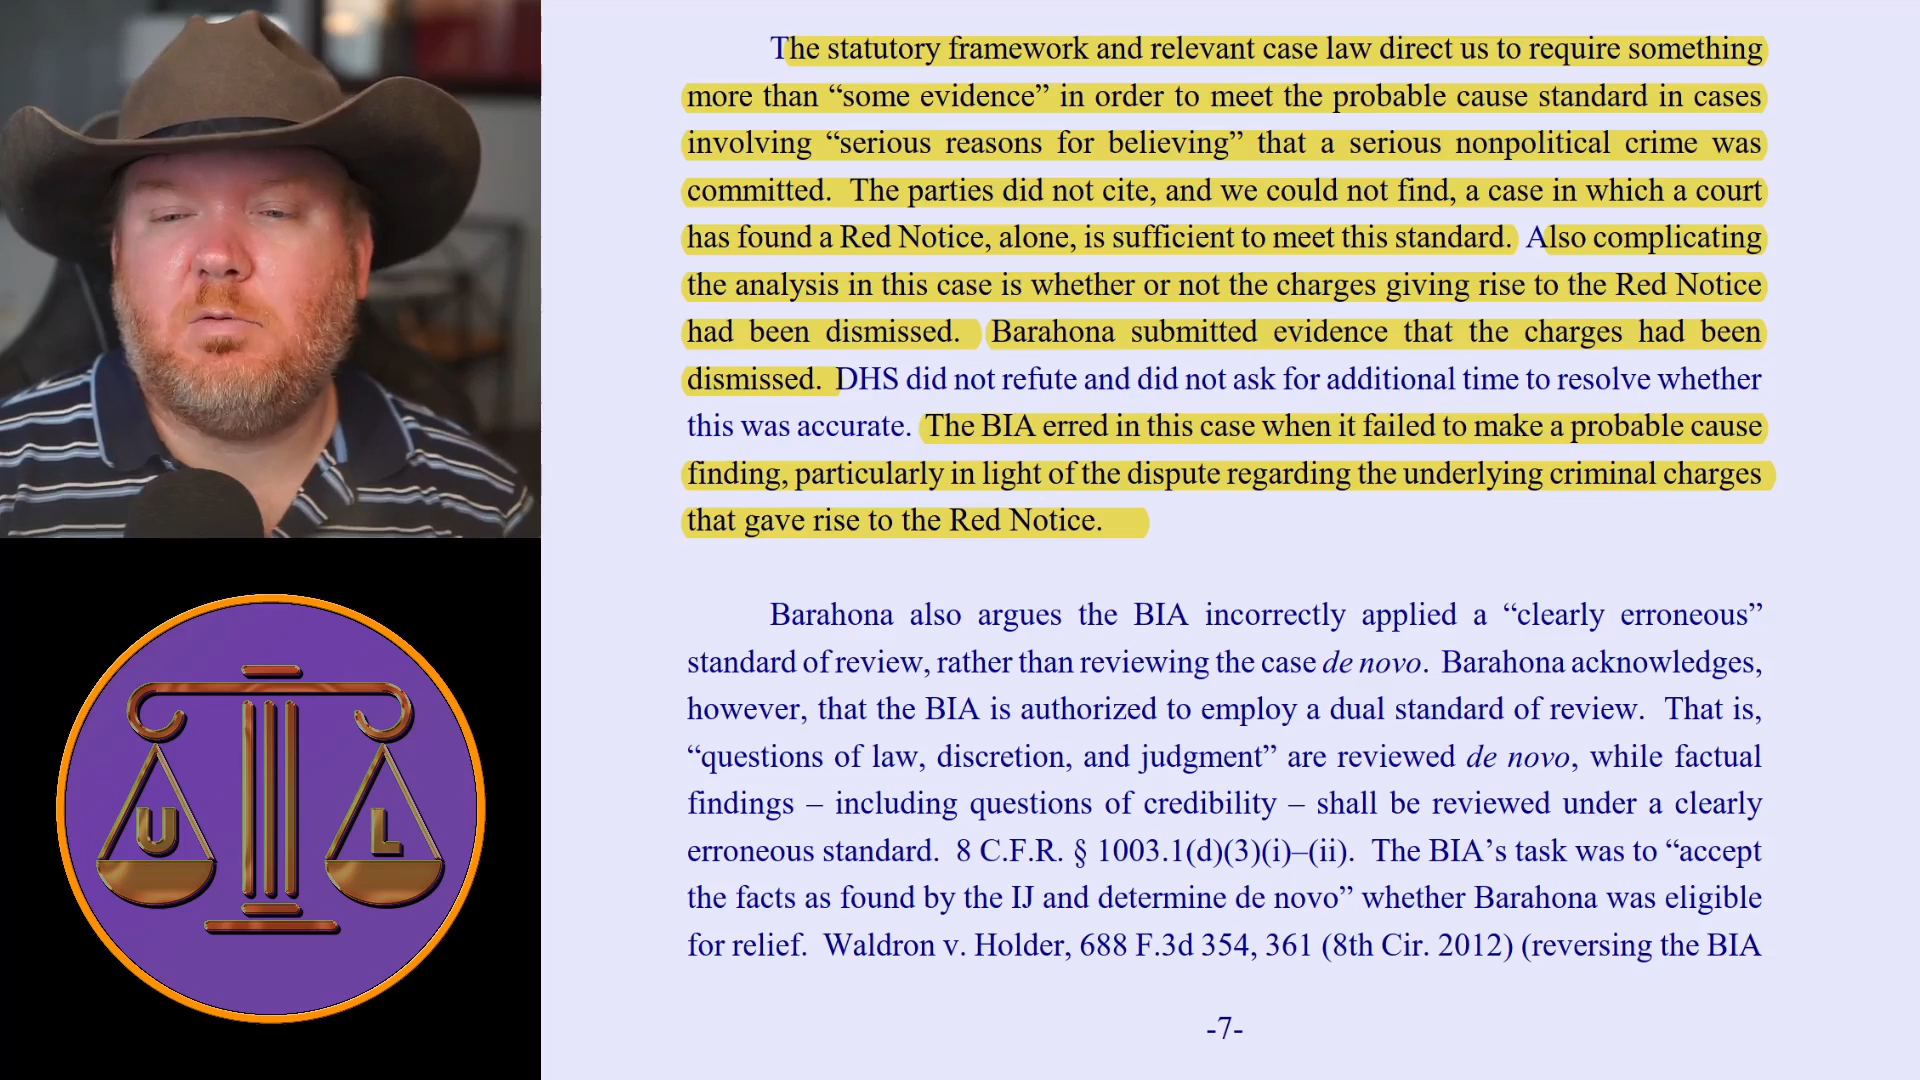 The statutory framework and relevant case law direct us to require something
more than “some evidence” in order to meet the probable cause standard in cases
involving “serious reasons for believing” that a serious nonpolitical crime was
committed. The parties did not cite, and we could not find, a case in which a court
has found a Red Notice, alone, is sufficient to meet this standard. Also complicating
the analysis in this case is whether or not the charges giving rise to the Red Notice
had been dismissed. Barahona submitted evidence that the charges had been
dismissed. DHS did not refute and did not ask for additional time to resolve whether
this was accurate. The BIA erred in this case when it failed to make a probable cause
finding, particularly in light of the dispute regarding the underlying criminal charges
that gave rise to the Red Notice.
Barahona also argues the BIA incorrectly applied a “clearly erroneous”
standard of review, rather than reviewing the case de novo. Barahona acknowledges,
however, that the BIA is authorized to employ a dual standard of review. That is,
“questions of law, discretion, and judgment” are reviewed de novo, while factual
findings – including questions of credibility – shall be reviewed under a clearly
erroneous standard. 8 C.F.R. § 1003.1(d)(3)(i)–(ii). The BIA’s task was to “accept
the facts as found by the IJ and determine de novo” whether Barahona was eligible
for relief. Waldron v. Holder, 688 F.3d 354, 361 (8th Cir. 2012) (reversing the BIA
-7-
U L